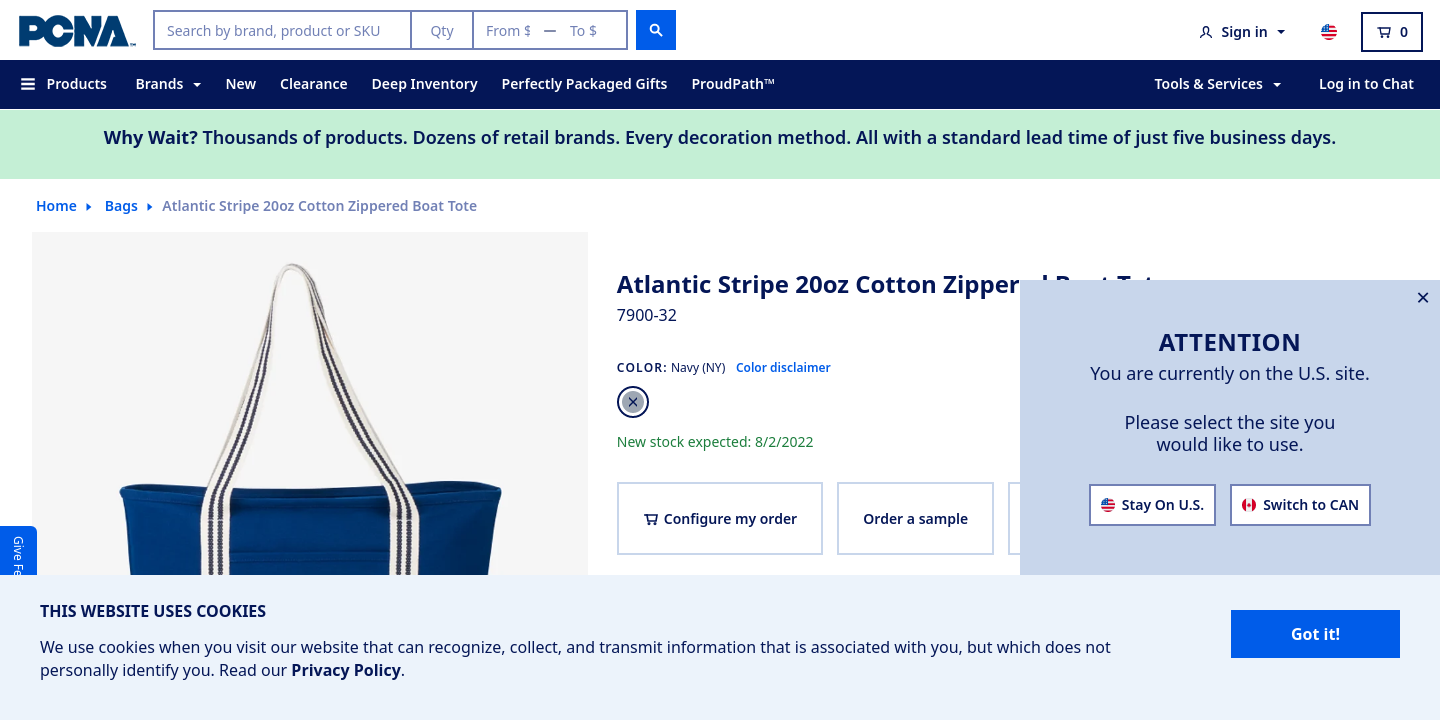 PCNA™
Search by brand, product or SKU
Qty
From $ — To $
Sign in
0
Products
Brands
New
Clearance
Deep Inventory
Perfectly Packaged Gifts
ProudPath™
Tools & Services
Log in to Chat
Why Wait? Thousands of products. Dozens of retail brands. Every decoration method. All with a standard lead time of just five business days.
Home
Bags
Atlantic Stripe 20oz Cotton Zippered Boat Tote
Atlantic Stripe 20oz Cotton Zippered Boat Tote
7900-32
COLOR: Navy (NY) Color disclaimer
New stock expected: 8/2/2022
Configure my order
Order a sample
ATTENTION
You are currently on the U.S. site.
Please select the site you
would like to use.
Stay On U.S.
Switch to CAN
Give
THIS WEBSITE USES COOKIES
We use cookies when you visit our website that can recognize, collect, and transmit information that is associated with you, but which does not
personally identify you. Read our Privacy Policy.
Got it!